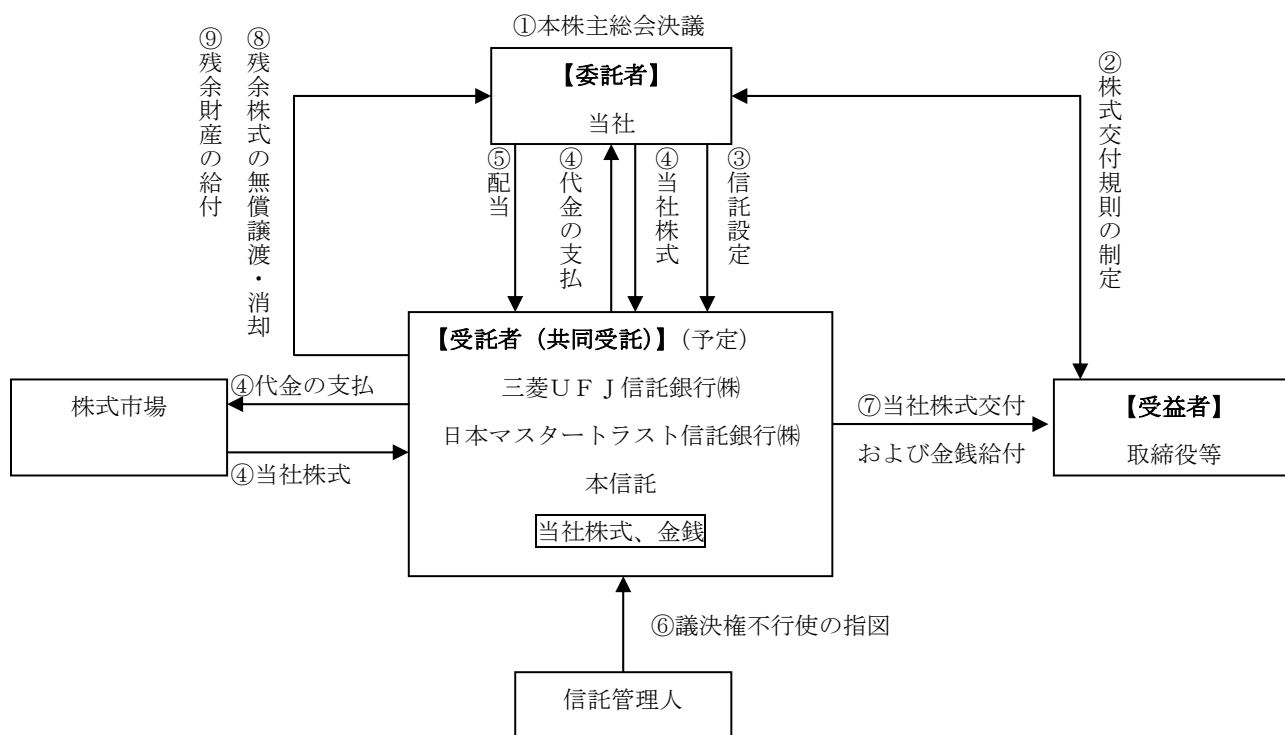 ①本株主総会決議
【委託者】
当社
⑨残余財産の給付
⑧残余株式の無償譲渡・消却
⑤配当
④代金の支払
④当社株式
③信託設定
②株式交付規則の制定
【受託者（共同受託）】（予定）
三菱ＵＦＪ信託銀行㈱
日本マスタートラスト信託銀行㈱
本信託
当社株式、金銭
株式市場
④代金の支払
④当社株式
⑦当社株式交付
および金銭給付
【受益者】
取締役等
⑥議決権不行使の指図
信託管理人